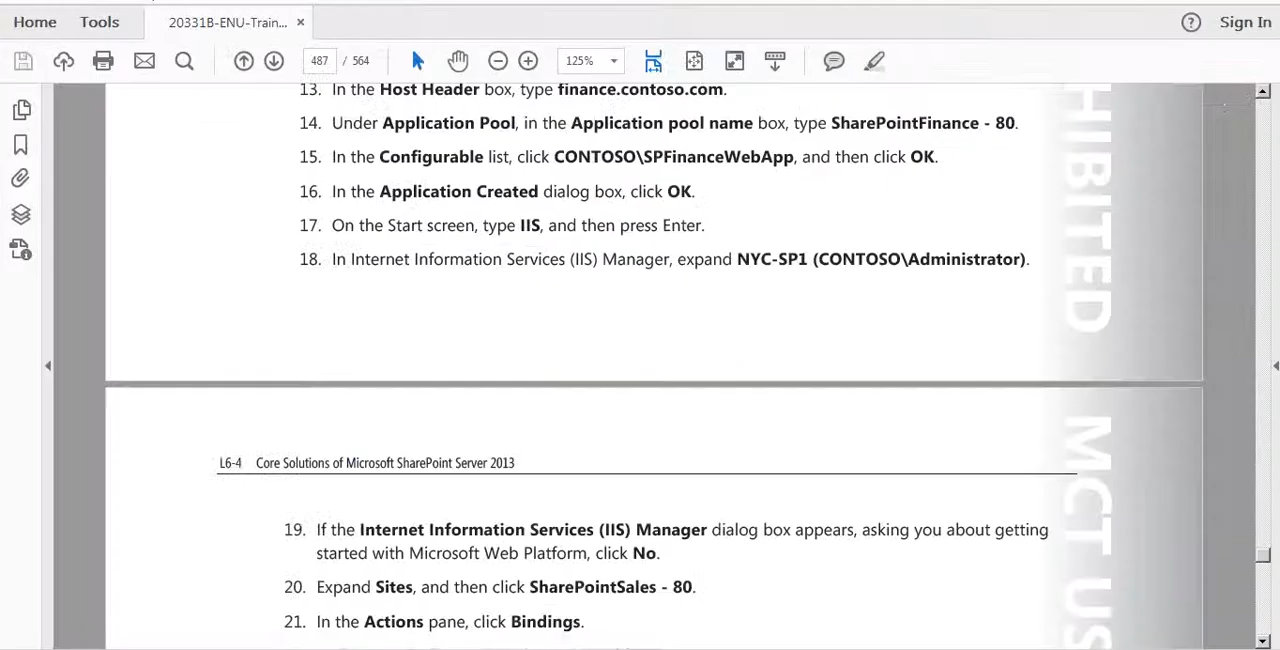 Home Tools 20331B-ENU-Train... × Sign In
487 / 564 125%
13. In the Host Header box, type finance.contoso.com.
14. Under Application Pool, in the Application pool name box, type SharePointFinance - 80.
15. In the Configurable list, click CONTOSO\SPFinanceWebApp, and then click OK.
16. In the Application Created dialog box, click OK.
17. On the Start screen, type IIS, and then press Enter.
18. In Internet Information Services (IIS) Manager, expand NYC-SP1 (CONTOSO\Administrator).
HIBITED
L6-4 Core Solutions of Microsoft SharePoint Server 2013
19. If the Internet Information Services (IIS) Manager dialog box appears, asking you about getting
started with Microsoft Web Platform, click No.
20. Expand Sites, and then click SharePointSales - 80.
21. In the Actions pane, click Bindings.
MCT US